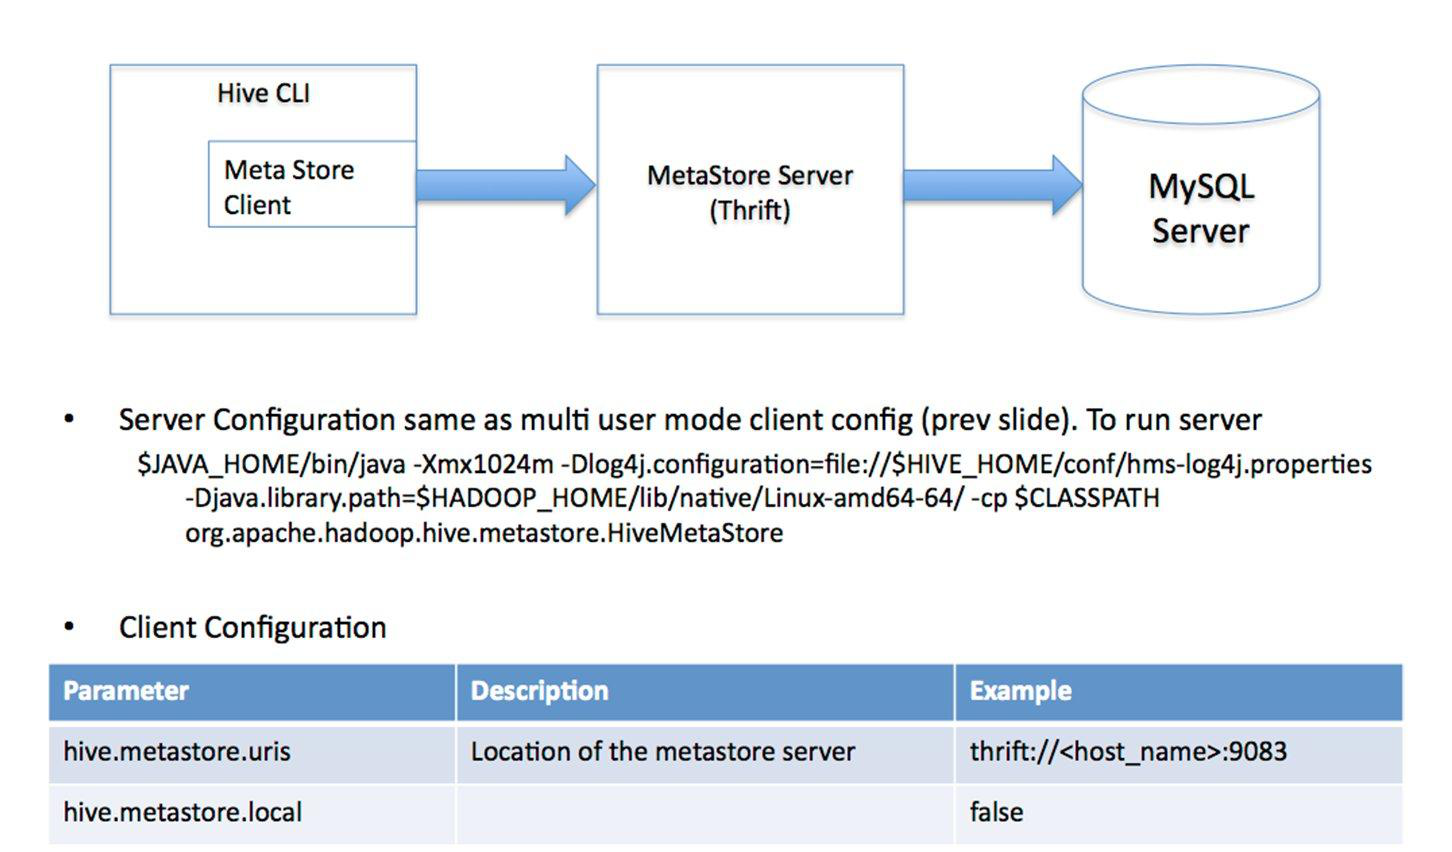 Hive CLI
Meta Store
Client
MetaStore Server
(Thrift)
MySQL
Server
• Server Configuration same as multi user mode client config (prev slide). To run server
$JAVA_HOME/bin/java -Xmx1024m -Dlog4j.configuration=file://$HIVE_HOME/conf/hms-log4j.properties
-Djava.library.path=$HADOOP_HOME/lib/native/Linux-amd64-64/ -cp $CLASSPATH
org.apache.hadoop.hive.metastore.HiveMetaStore
• Client Configuration
Parameter Description Example
hive.metastore.uris Location of the metastore server thrift://<host_name>:9083
hive.metastore.local false